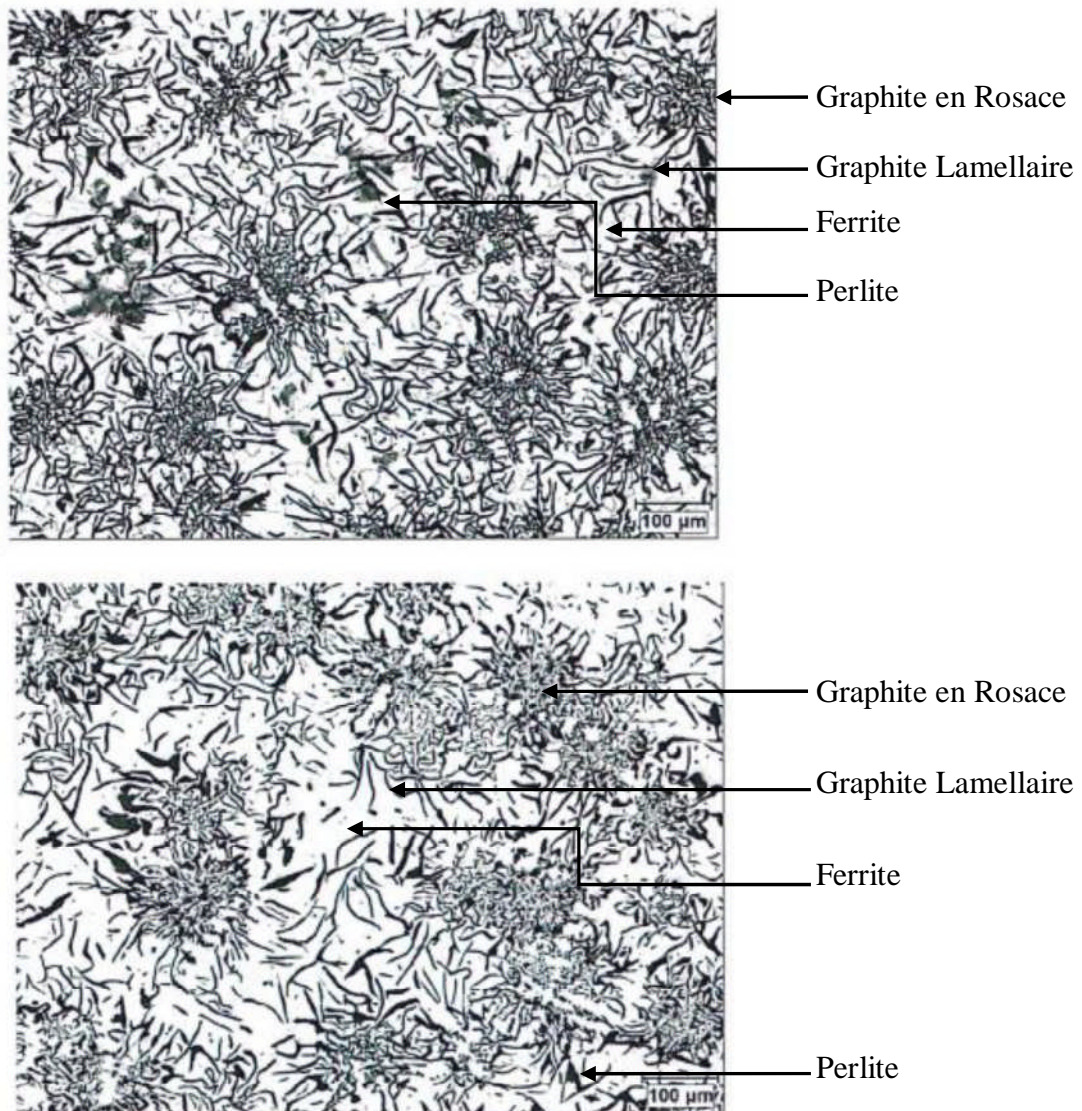 Graphite en Rosace
Graphite Lamellaire
Ferrite
Perlite
100 µm
Graphite en Rosace
Graphite Lamellaire
Ferrite
Perlite
100 µm